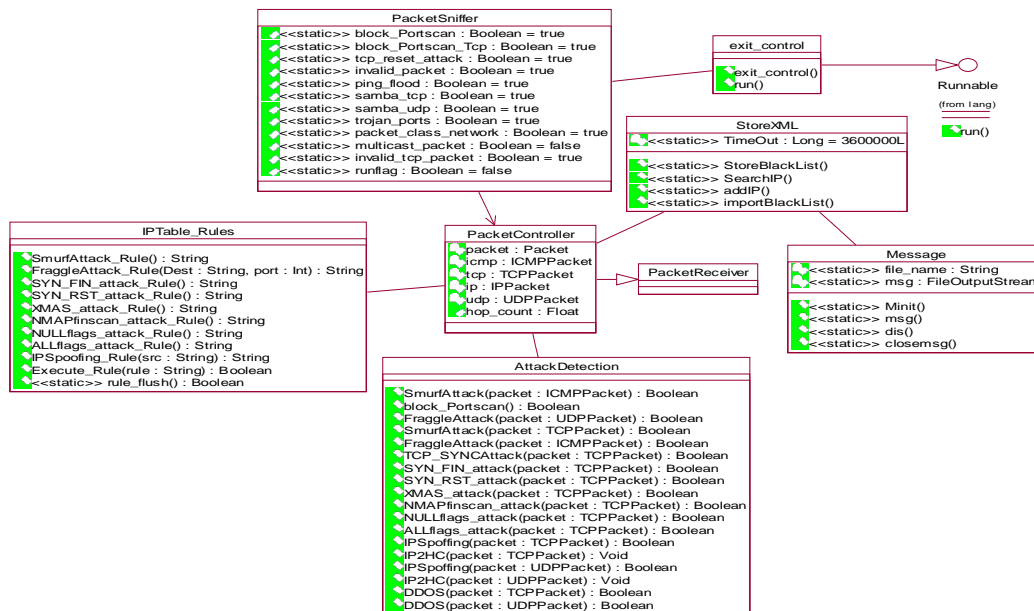 PacketSniffer
<<static>> block_Portscan : Boolean = true
<<static>> block_Portscan_Tcp : Boolean = true
<<static>> tcp_reset_attack : Boolean = true
<<static>> invalid_packet : Boolean = true
<<static>> ping_flood : Boolean = true
<<static>> samba_tcp : Boolean = true
<<static>> samba_udp : Boolean = true
<<static>> trojan_ports : Boolean = true
<<static>> packet_class_network : Boolean = true
<<static>> multicast_packet : Boolean = false
<<static>> invalid_tcp_packet : Boolean = true
<<static>> runflag : Boolean = false
exit_control
exit_control()
run()
Runnable
(from lang)
run()
StoreXML
<<static>> TimeOut : Long = 3600000L
<<static>> StoreBlackList()
<<static>> SearchIP()
<<static>> addIP()
<<static>> importBlackList()
IPTable_Rules
SmurfAttack_Rule() : String
FraggleAttack_Rule(Dest : String, port : Int) : String
SYN_FIN_attack_Rule() : String
SYN_RST_attack_Rule() : String
XMAS_attack_Rule() : String
NMAPfinscan_attack_Rule() : String
NULLflags_attack_Rule() : String
ALLflags_attack_Rule() : String
IPSpoofing_Rule(src : String) : String
Execute_Rule(rule : String) : Boolean
<<static>> rule_flush() : Boolean
PacketController
packet : Packet
icmp : ICMPPacket
tcp : TCPPacket
ip : IPPacket
udp : UDPPacket
hop_count : Float
PacketReceiver
Message
<<static>> file_name : String
<<static>> msg : FileOutputStream
<<static>> Minit()
<<static>> msg()
<<static>> dis()
<<static>> closemsg()
AttackDetection
SmurfAttack(packet : ICMPPacket) : Boolean
block_Portscan() : Boolean
FraggleAttack(packet : UDPPacket) : Boolean
SmurfAttack(packet : TCPPacket) : Boolean
FraggleAttack(packet : ICMPPacket) : Boolean
TCP_SYNCAttack(packet : TCPPacket) : Boolean
SYN_FIN_attack(packet : TCPPacket) : Boolean
SYN_RST_attack(packet : TCPPacket) : Boolean
XMAS_attack(packet : TCPPacket) : Boolean
NMAPfinscan_attack(packet : TCPPacket) : Boolean
NULLflags_attack(packet : TCPPacket) : Boolean
ALLflags_attack(packet : TCPPacket) : Boolean
IPSpoffing(packet : TCPPacket) : Boolean
IP2HC(packet : TCPPacket) : Void
IPSpoffing(packet : UDPPacket) : Boolean
IP2HC(packet : UDPPacket) : Void
DDOS(packet : TCPPacket) : Boolean
DDOS(packet : UDPPacket) : Boolean